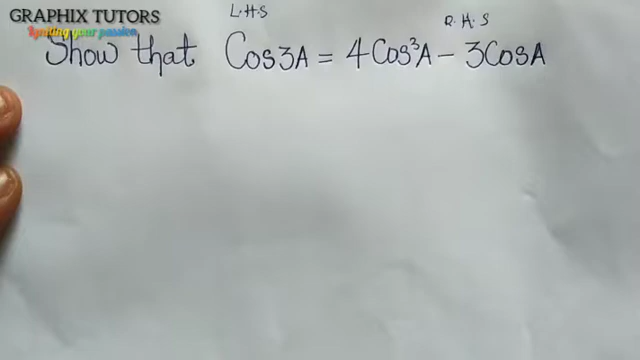 GRAPHIX TUTORS
Igniting your passion
L.H.S
R.H.S
Show that Cos3A = 4Cos³A - 3CosA